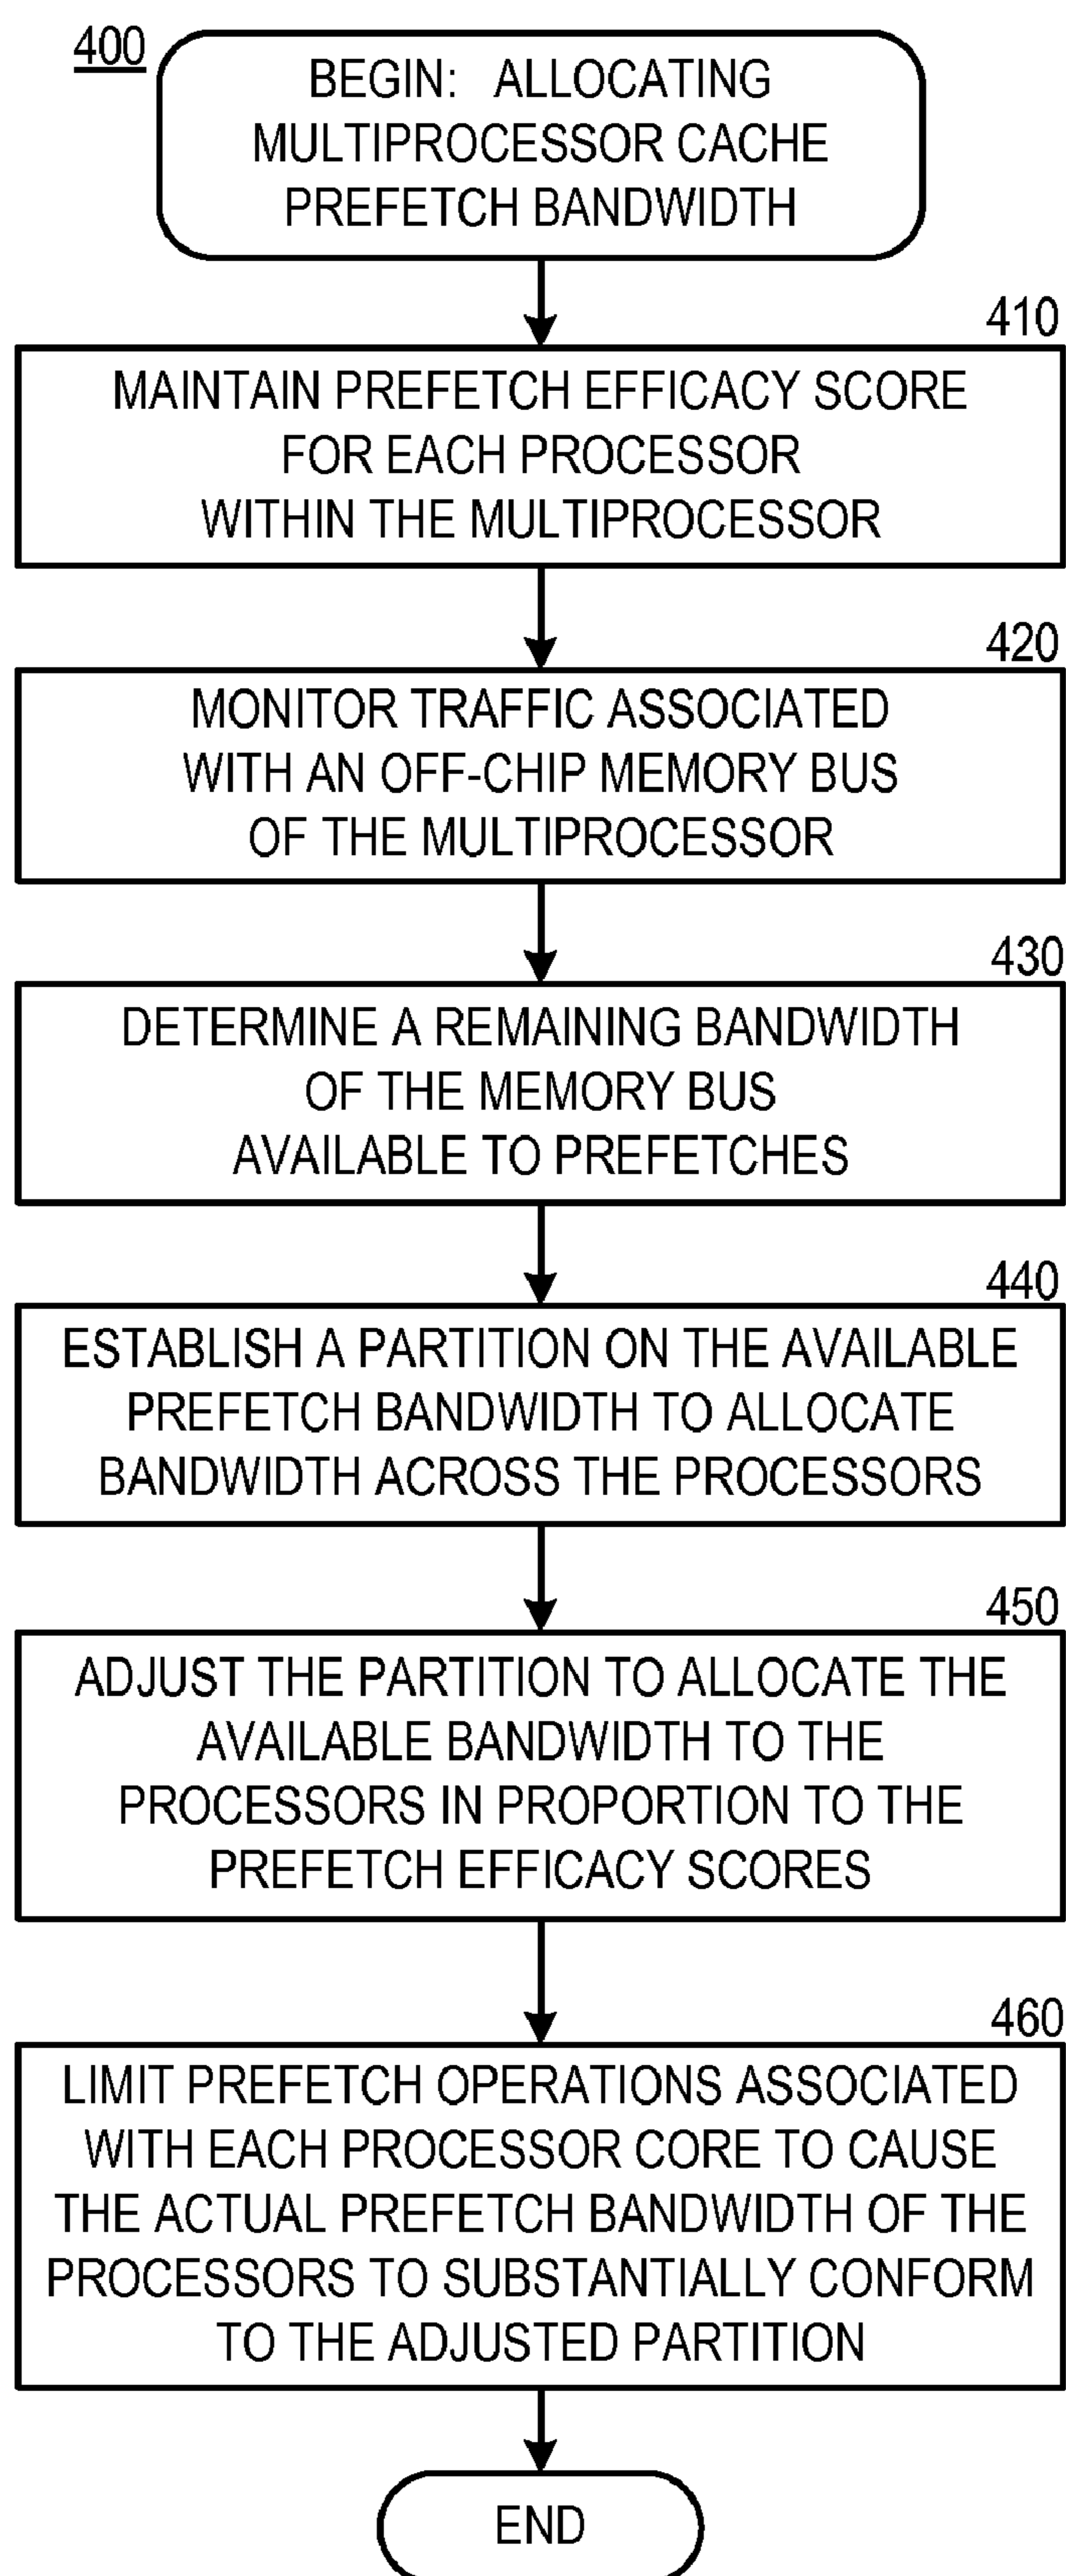 400
BEGIN: ALLOCATING
MULTIPROCESSOR CACHE
PREFETCH BANDWIDTH
410
MAINTAIN PREFETCH EFFICACY SCORE
FOR EACH PROCESSOR
WITHIN THE MULTIPROCESSOR
420
MONITOR TRAFFIC ASSOCIATED
WITH AN OFF-CHIP MEMORY BUS
OF THE MULTIPROCESSOR
430
DETERMINE A REMAINING BANDWIDTH
OF THE MEMORY BUS
AVAILABLE TO PREFETCHES
440
ESTABLISH A PARTITION ON THE AVAILABLE
PREFETCH BANDWIDTH TO ALLOCATE
BANDWIDTH ACROSS THE PROCESSORS
450
ADJUST THE PARTITION TO ALLOCATE THE
AVAILABLE BANDWIDTH TO THE
PROCESSORS IN PROPORTION TO THE
PREFETCH EFFICACY SCORES
460
LIMIT PREFETCH OPERATIONS ASSOCIATED
WITH EACH PROCESSOR CORE TO CAUSE
THE ACTUAL PREFETCH BANDWIDTH OF THE
PROCESSORS TO SUBSTANTIALLY CONFORM
TO THE ADJUSTED PARTITION
END